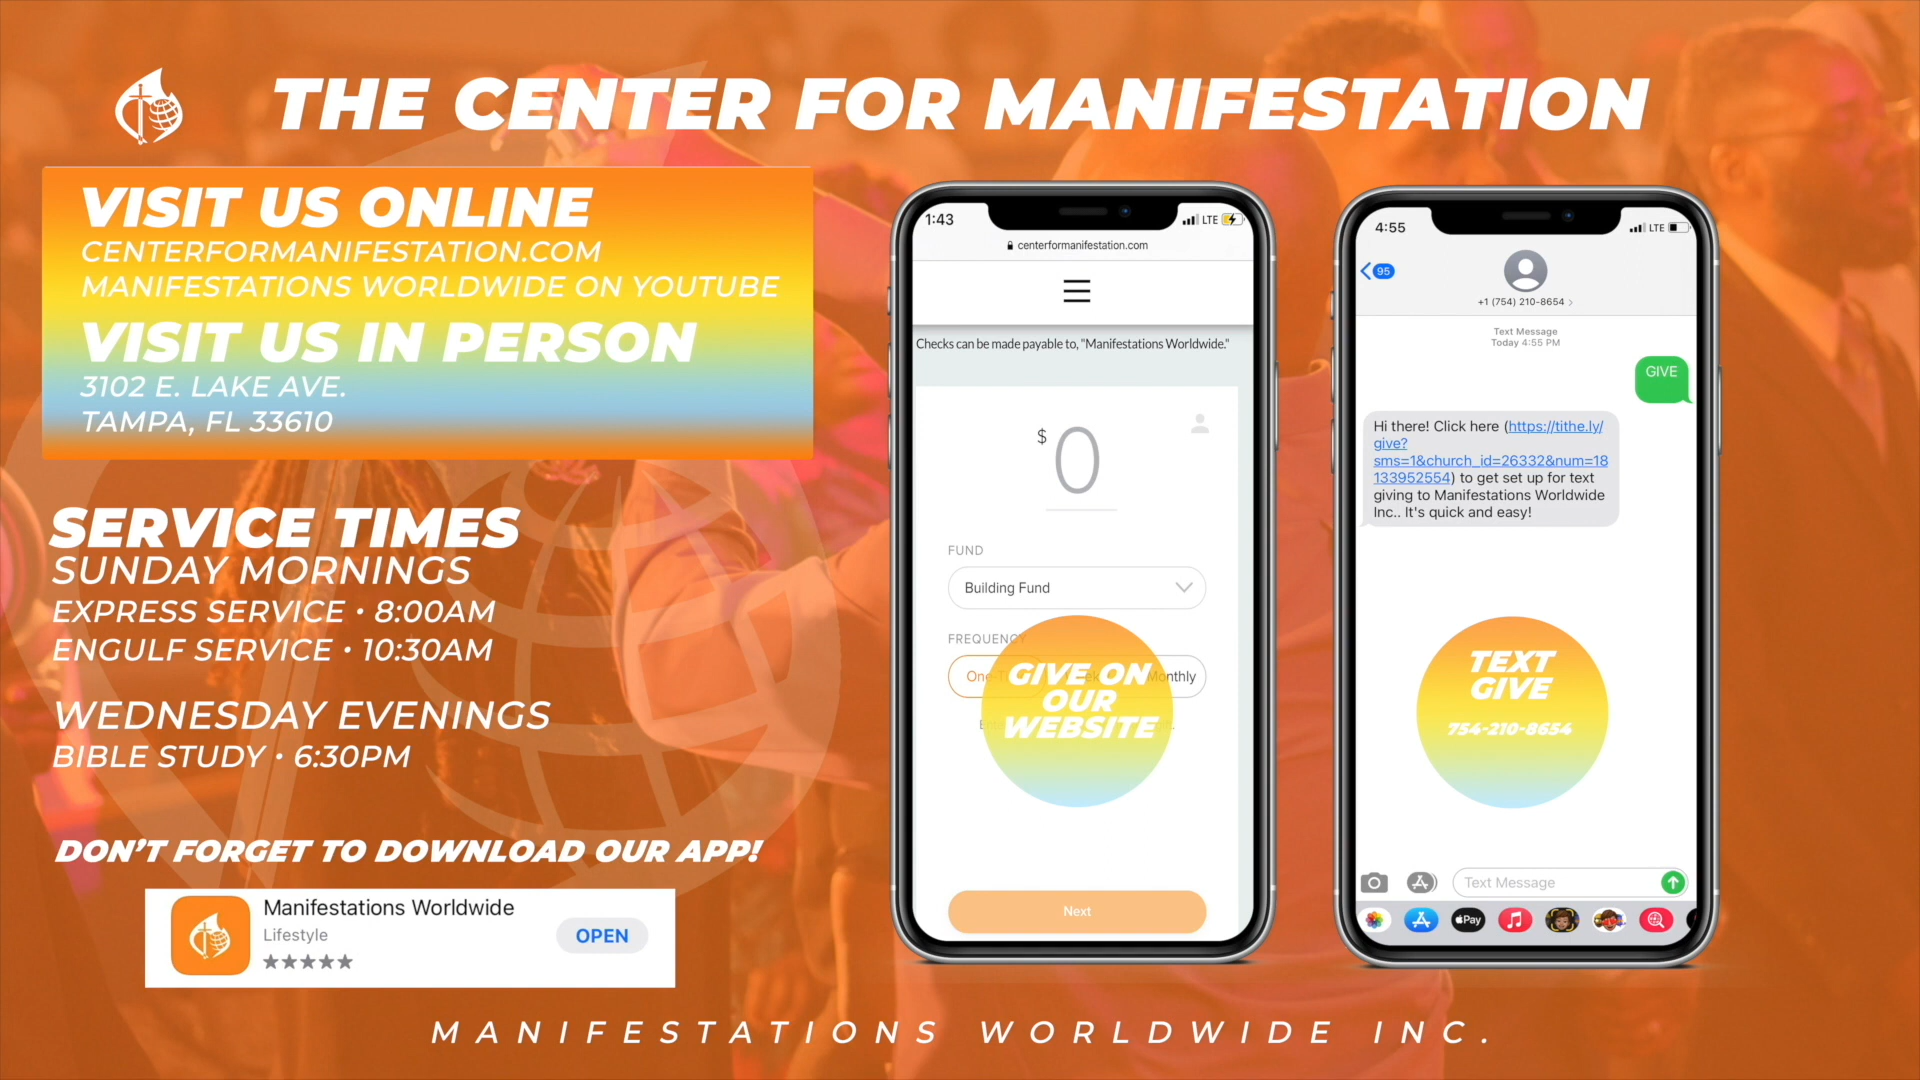 THE CENTER FOR MANIFESTATION
VISIT US ONLINE
CENTERFORMANIFESTATION.COM
MANIFESTATIONS WORLDWIDE ON YOUTUBE
VISIT US IN PERSON
3102 E. LAKE AVE.
TAMPA, FL 33610
SERVICE TIMES
SUNDAY MORNINGS
EXPRESS SERVICE • 8:00AM
ENGULF SERVICE • 10:30AM
WEDNESDAY EVENINGS
BIBLE STUDY • 6:30PM
DON'T FORGET TO DOWNLOAD OUR APP!
Manifestations Worldwide
Lifestyle
OPEN
1:43
LTE
centerformanifestation.com
Checks can be made payable to, "Manifestations Worldwide."
$ 0
FUND
Building Fund
FREQUENCY
Monthly
GIVE ON
OUR
WEBSITE
Next
4:55
LTE
95
+1 (754) 210-8654
Text Message
Today 4:55 PM
GIVE
Hi there! Click here (https://tithe.ly/
give?
sms=1&church_id=26332&num=18
133952554) to get set up for text
giving to Manifestations Worldwide
Inc.. It's quick and easy!
TEXT
GIVE
754-210-8654
Text Message
Pay
MANIFESTATIONS WORLDWIDE INC.